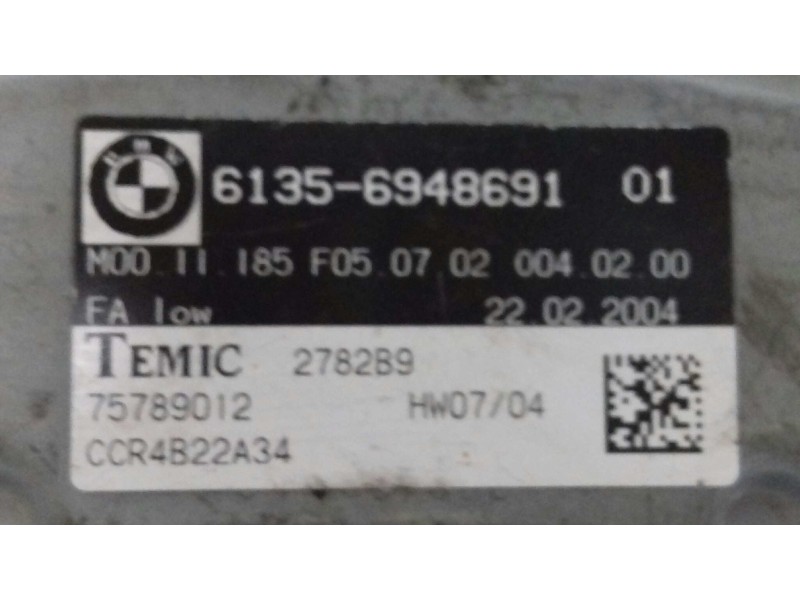 BMW
6135-6948691 01
M00.11.185 F05.07.02 004.02.00
FA low 22.02.2004
TEMIC 2782B9
75789012 HW07/04
CCR4B22A34